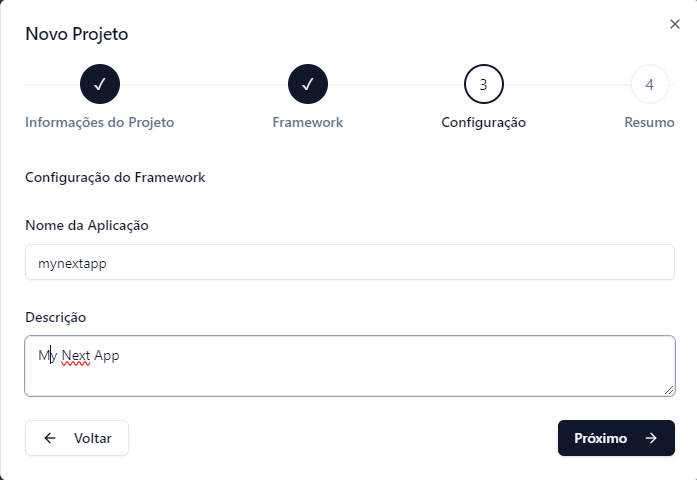 Novo Projeto
3
4
Informações do Projeto
Framework
Configuração
Resumo
Configuração do Framework
Nome da Aplicação
mynextapp
Descrição
My Next App
Voltar
Próximo